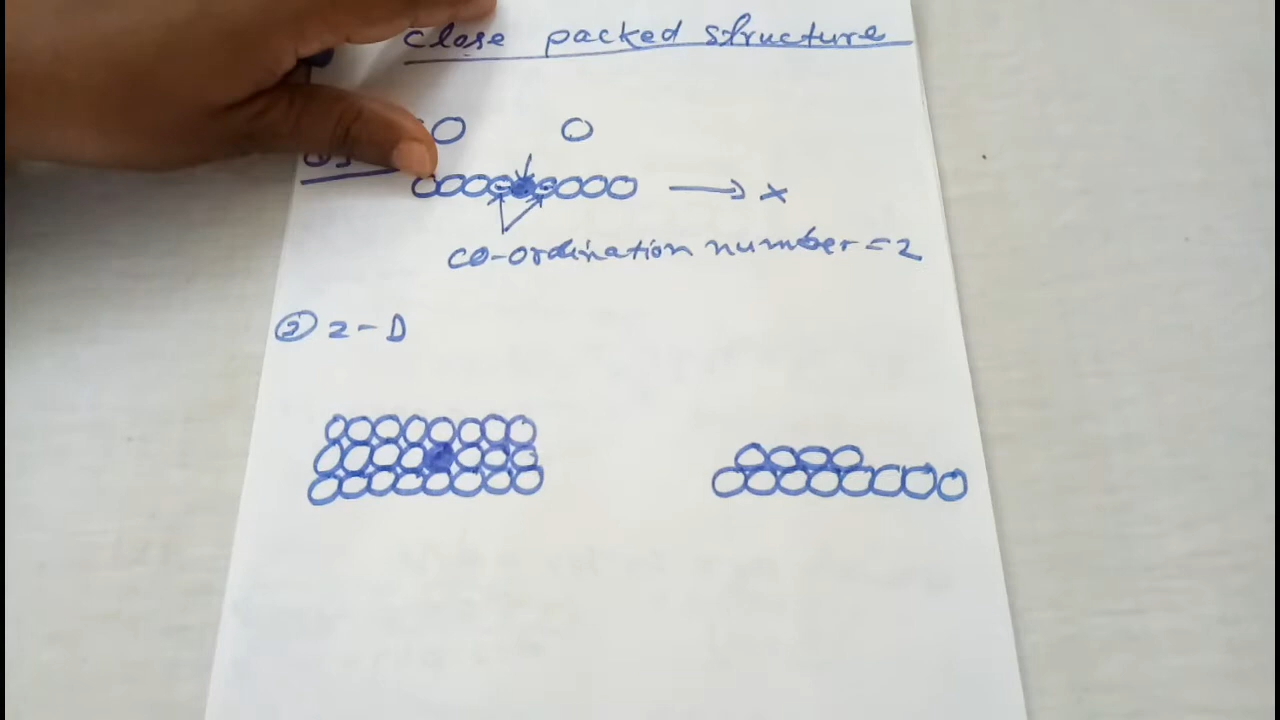 close packed structure
→ x
co-ordination number = 2
② 2-D